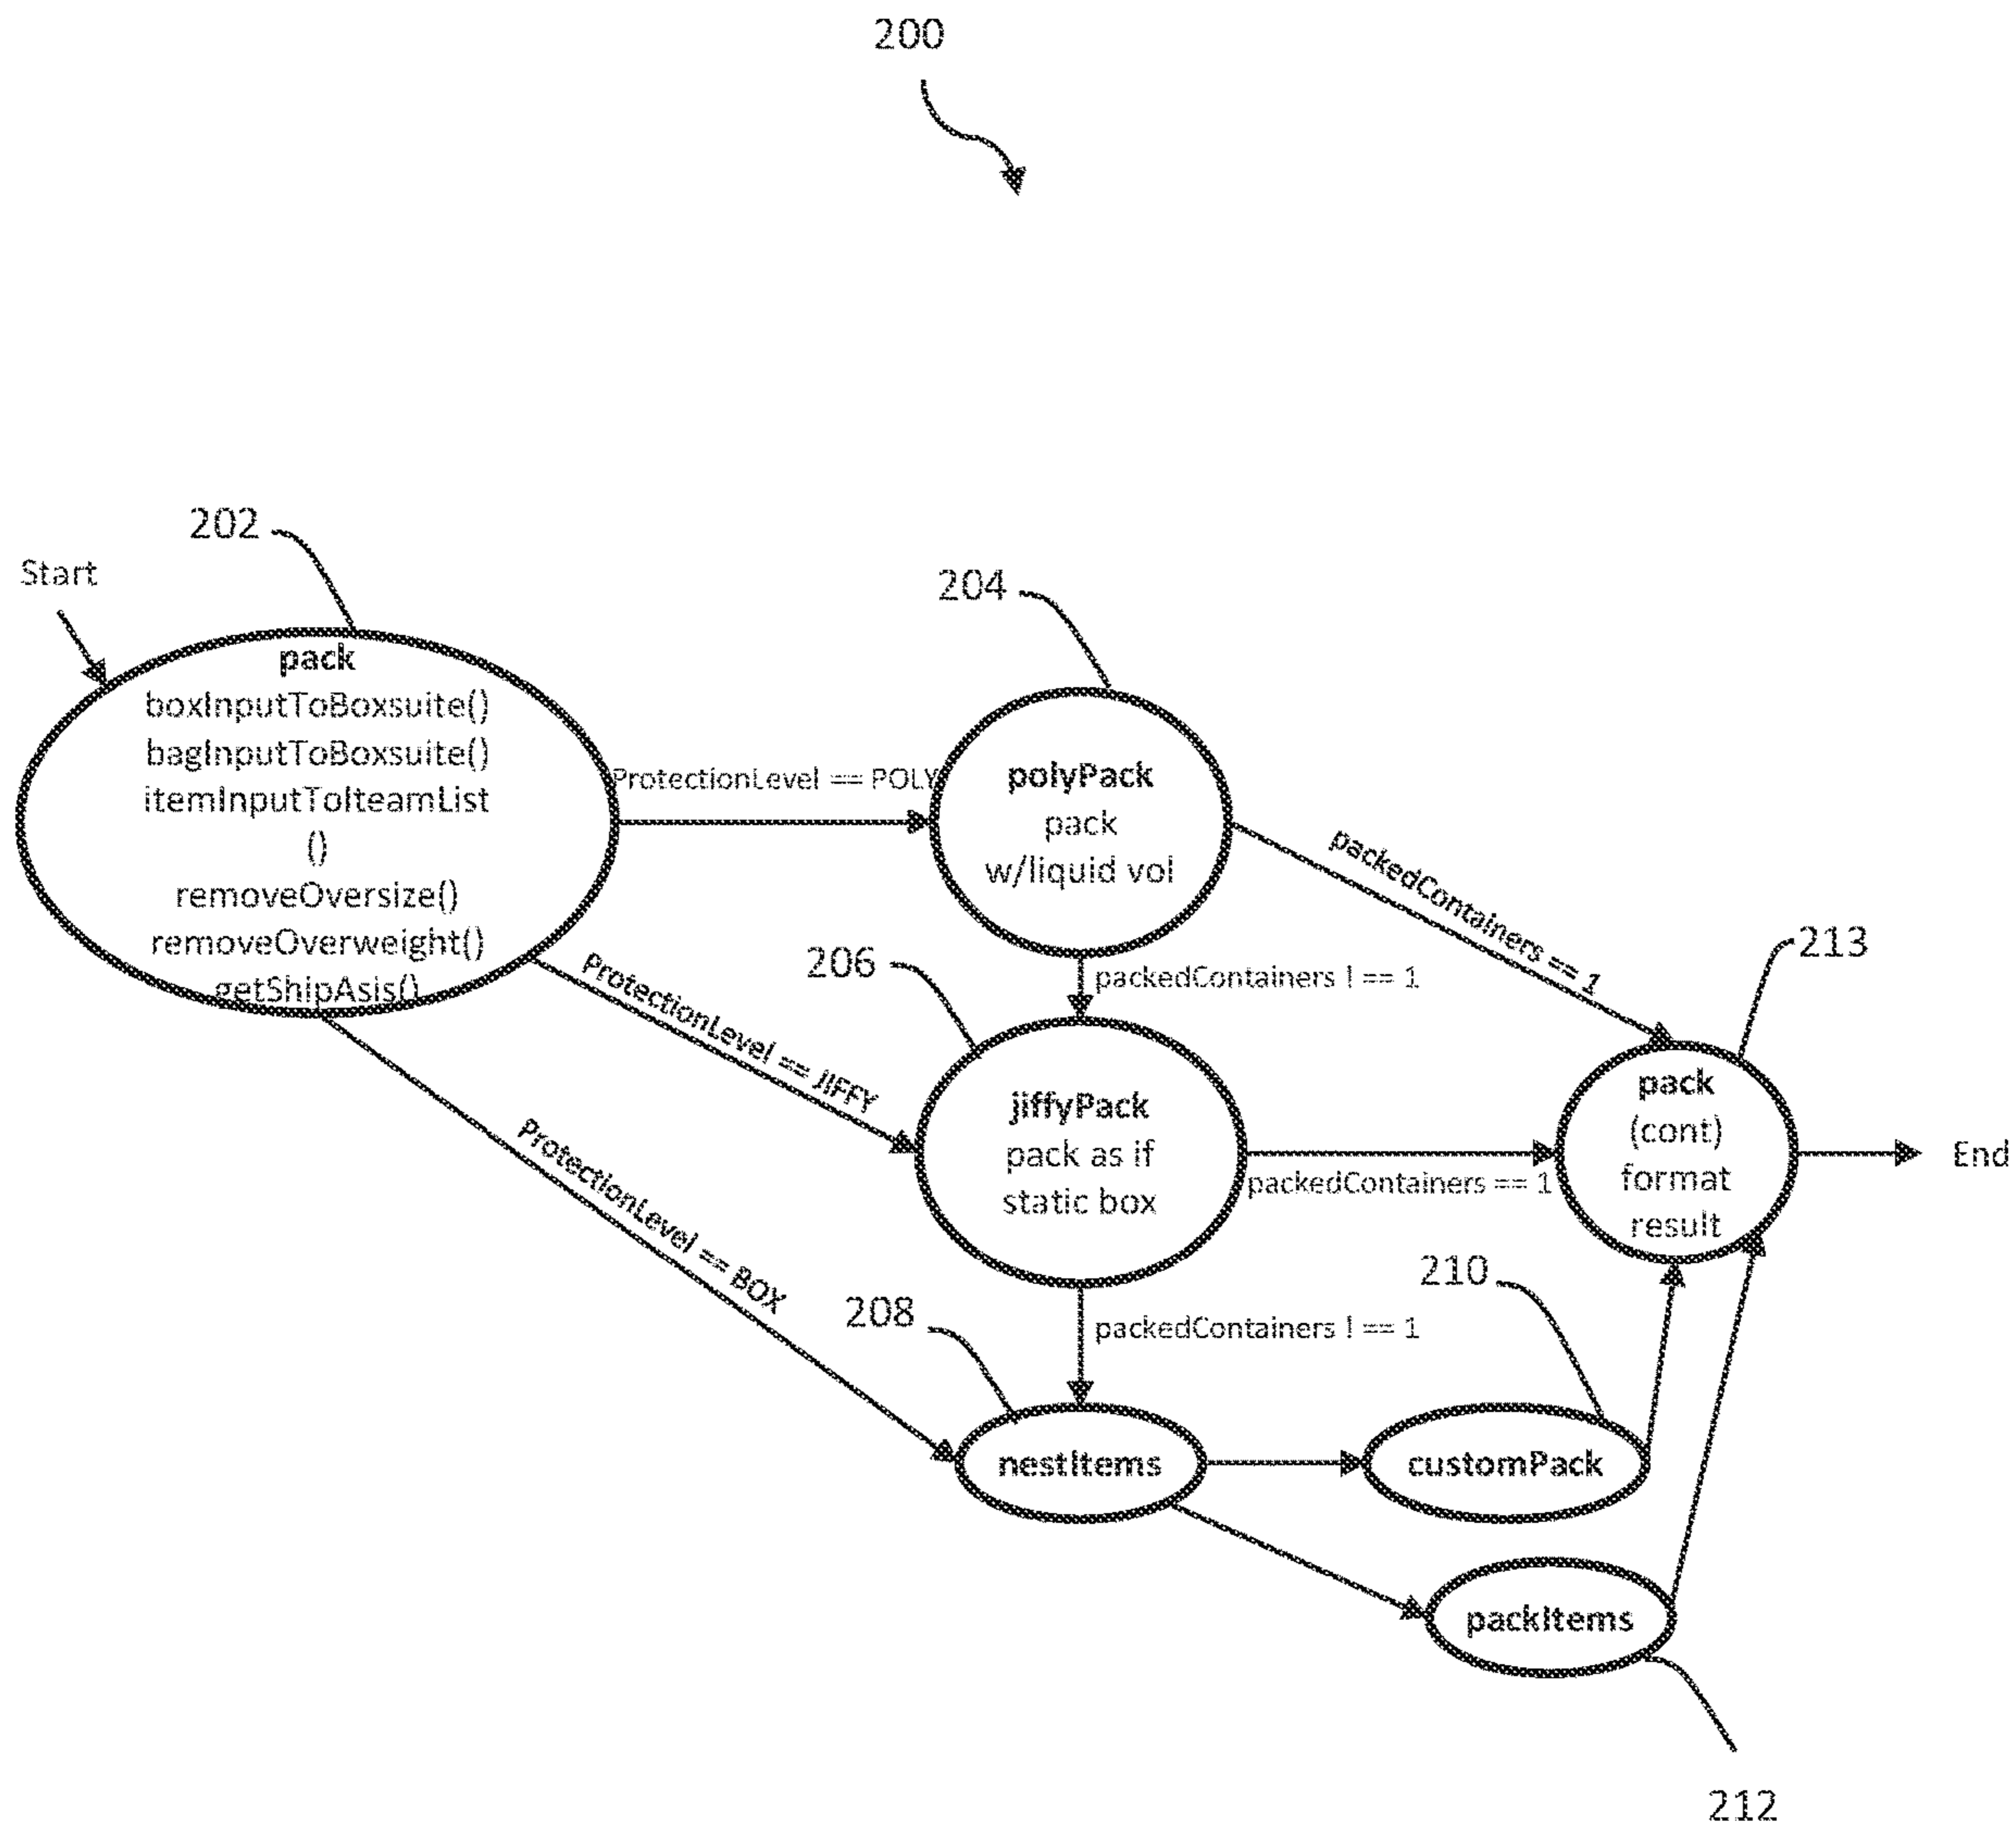 200
202
Start
pack
boxInputToBoxsuite()
bagInputToBoxsuite()
itemInputToIteamList
()
removeOversize()
removeOverweight()
getShipAsis()
ProtectionLevel == POLY
ProtectionLevel == JIFFY
ProtectionLevel == BOX
204
polyPack
pack
w/liquid vol
packedContainers == 1
packedContainers ! == 1
206
jiffyPack
pack as if
static box
packedContainers == 1
packedContainers ! == 1
213
pack
(cont)
format
result
End
208
nestItems
210
customPack
packItems
212